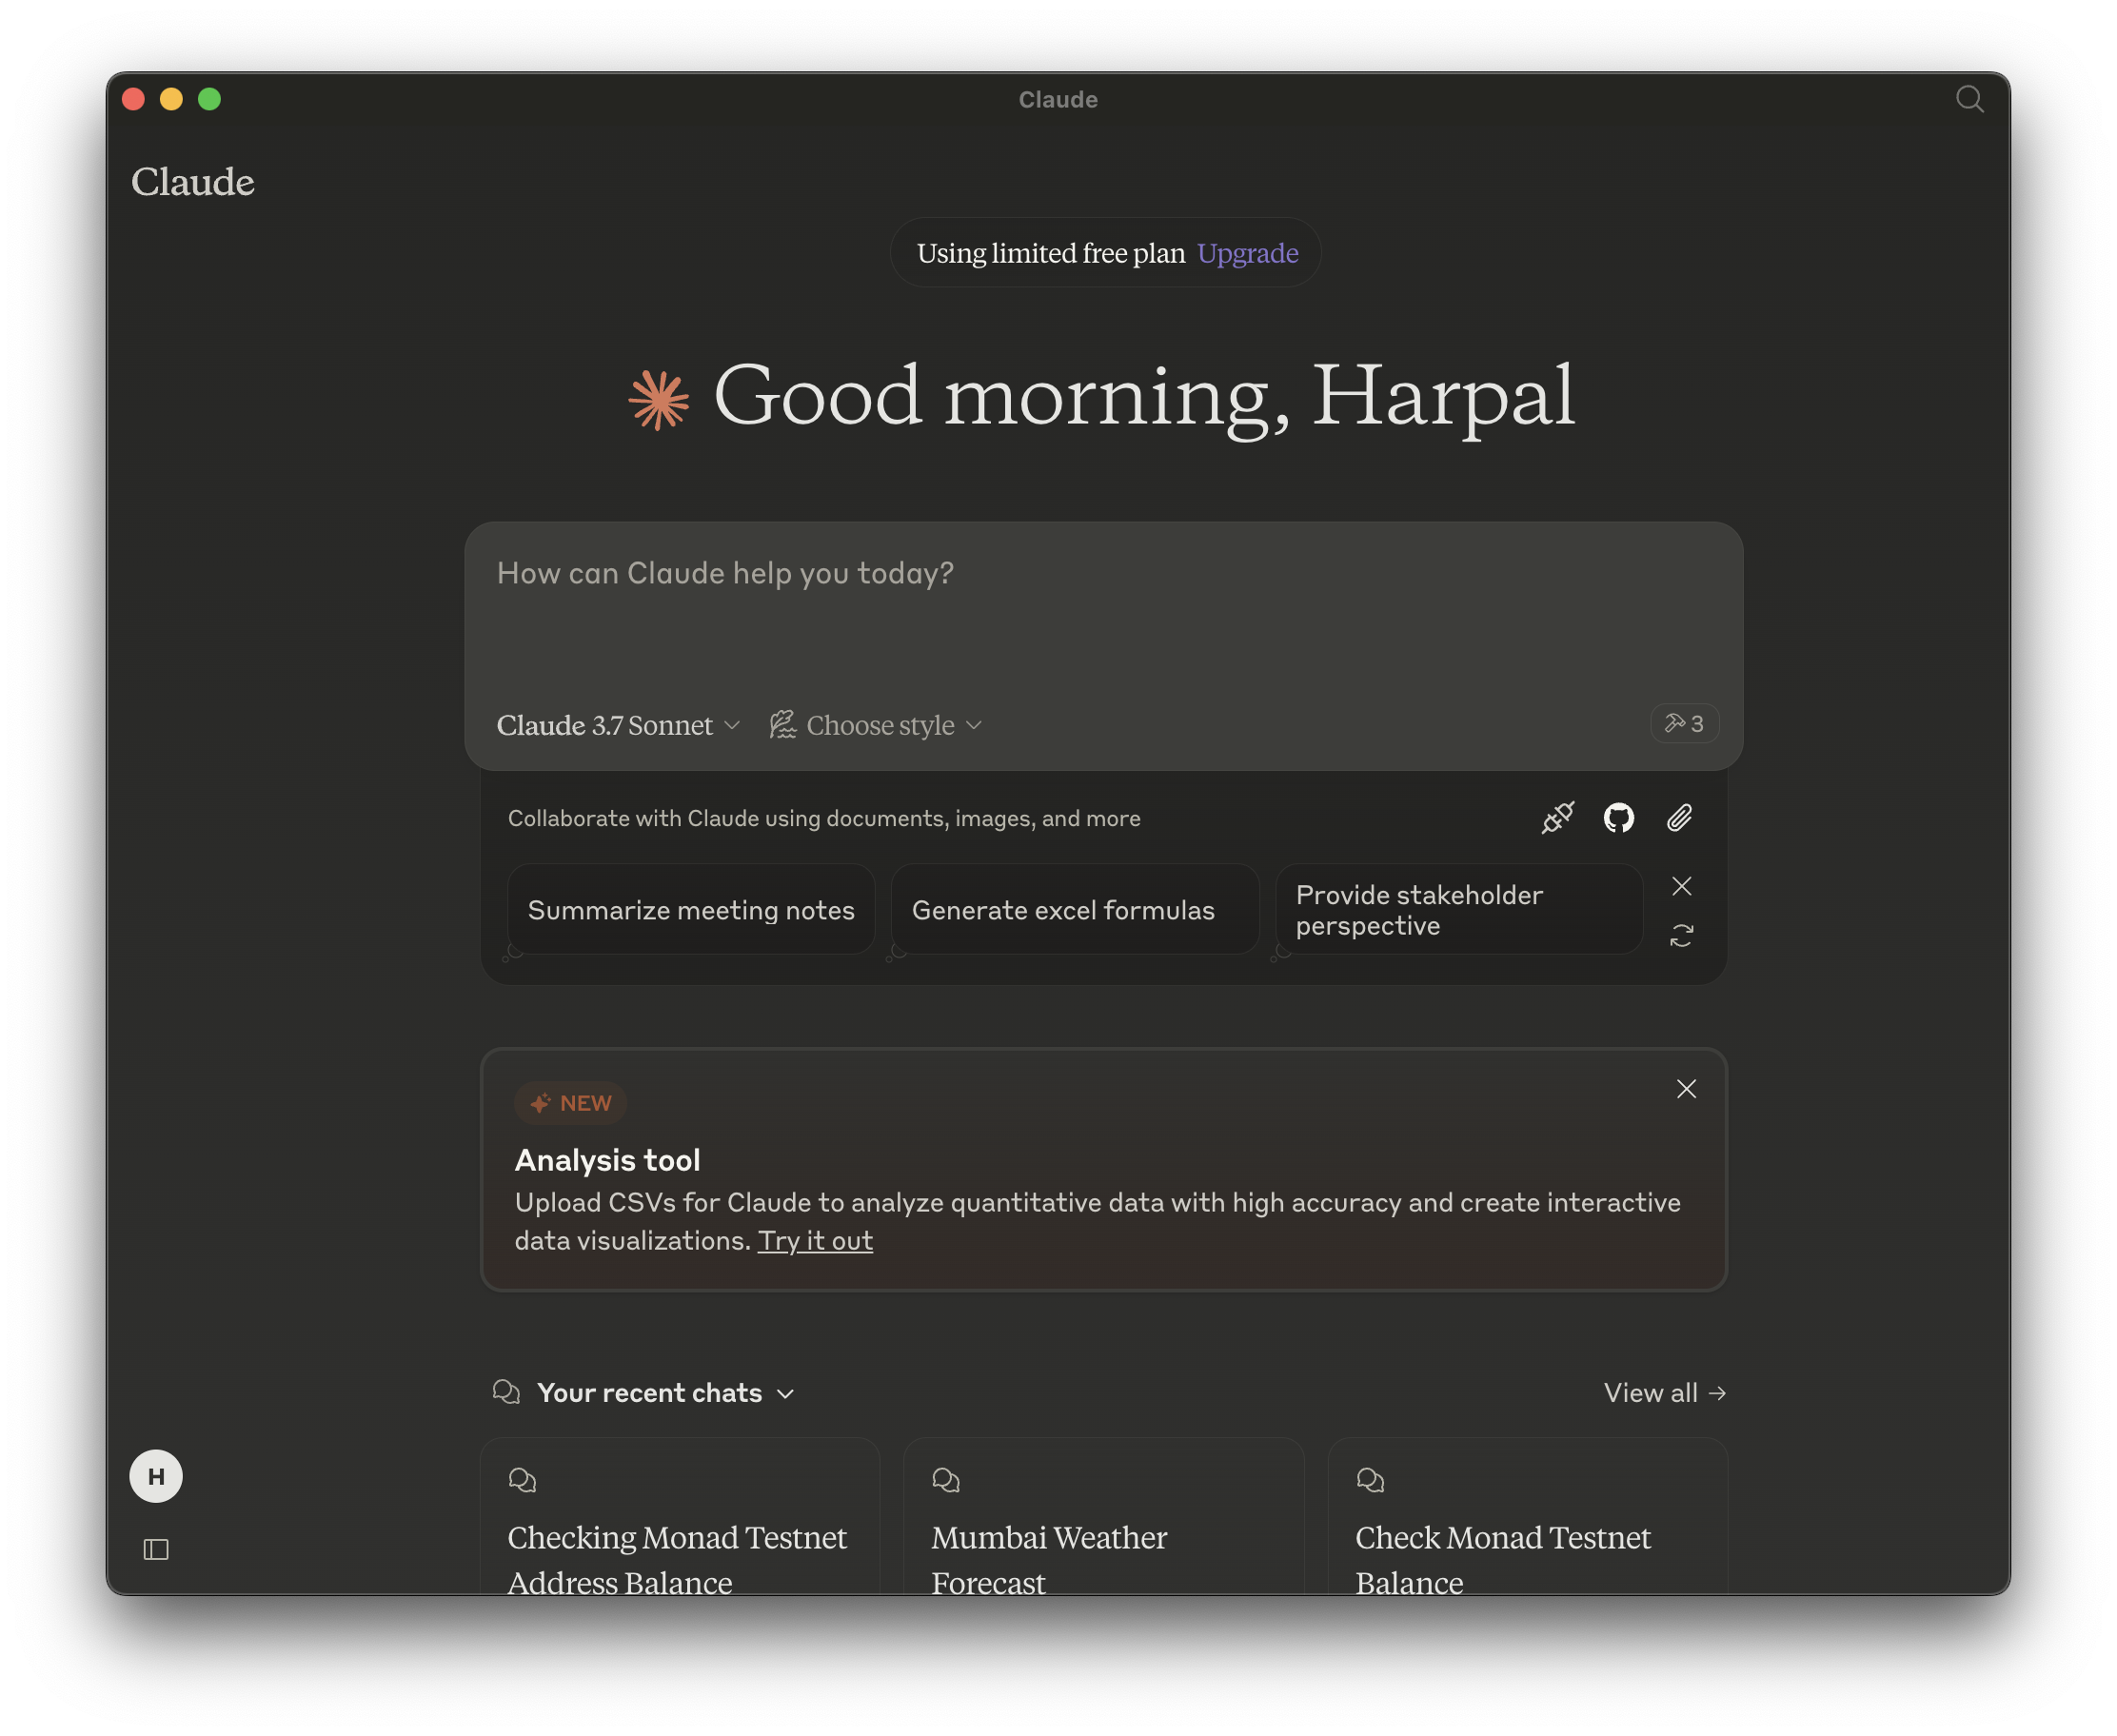 Claude
Claude
Using limited free plan Upgrade
Good morning, Harpal
How can Claude help you today?
Claude 3.7 Sonnet Choose style 3
Collaborate with Claude using documents, images, and more
Summarize meeting notes
Generate excel formulas
Provide stakeholder
perspective
NEW
Analysis tool
Upload CSVs for Claude to analyze quantitative data with high accuracy and create interactive
data visualizations. Try it out
Your recent chats View all →
Checking Monad Testnet
Address Balance
Mumbai Weather
Forecast
Check Monad Testnet
Balance
H